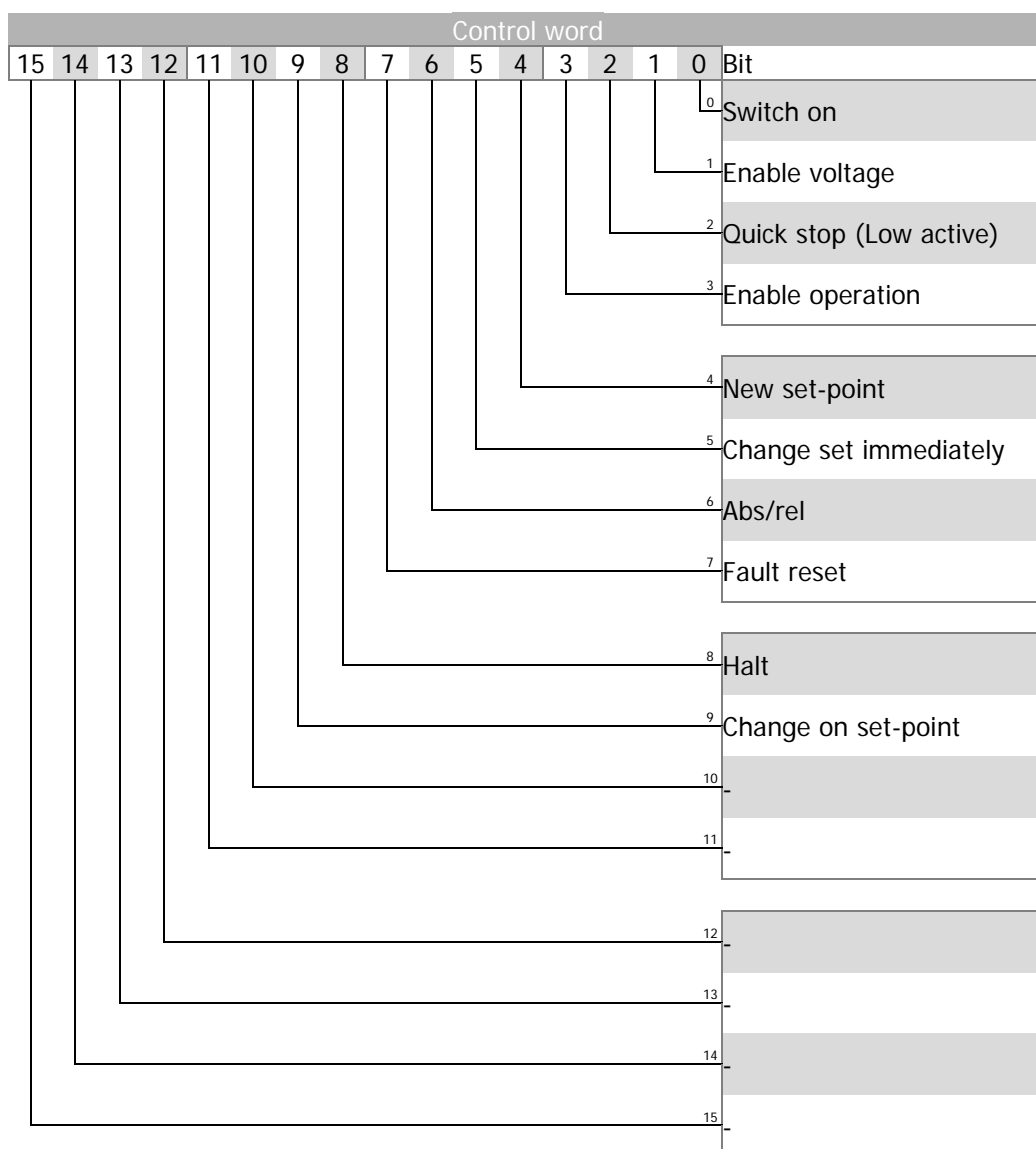 Control word
15 14 13 12 11 10 9 8 7 6 5 4 3 2 1 0 Bit
0 Switch on
1 Enable voltage
2 Quick stop (Low active)
3 Enable operation
4 New set-point
5 Change set immediately
6 Abs/rel
7 Fault reset
8 Halt
9 Change on set-point
10 -
11 -
12 -
13 -
14 -
15 -